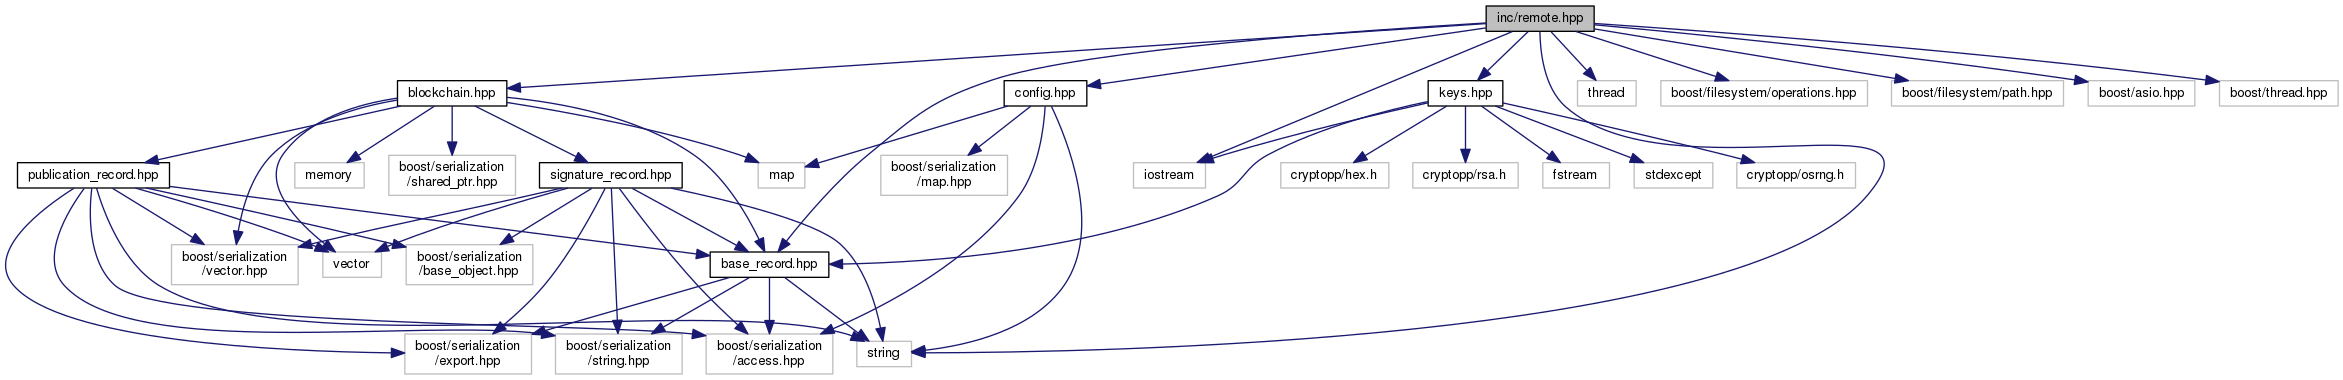 inc/remote.hpp
blockchain.hpp
config.hpp
keys.hpp
thread
boost/filesystem/operations.hpp
boost/filesystem/path.hpp
boost/asio.hpp
boost/thread.hpp
publication_record.hpp
memory
boost/serialization
/shared_ptr.hpp
signature_record.hpp
map
boost/serialization
/map.hpp
iostream
cryptopp/hex.h
cryptopp/rsa.h
fstream
stdexcept
cryptopp/osrng.h
boost/serialization
/vector.hpp
vector
boost/serialization
/base_object.hpp
base_record.hpp
boost/serialization
/export.hpp
boost/serialization
/string.hpp
boost/serialization
/access.hpp
string